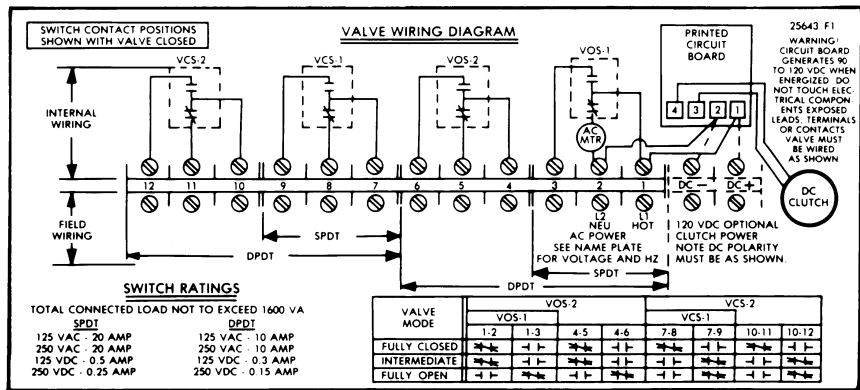 SWITCH CONTACT POSITIONS
SHOWN WITH VALVE CLOSED
VALVE WIRING DIAGRAM
25643 F1
WARNING!
CIRCUIT BOARD
GENERATES 90
TO 120 VDC WHEN
ENERGIZED. DO
NOT TOUCH ELEC-
TRICAL COMPON-
ENTS EXPOSED
LEADS, TERMINALS
OR CONTACTS
VALVE MUST
BE WIRED
AS SHOWN
PRINTED
CIRCUIT
BOARD
4 3 2 1
VCS-2
VCS-1
VOS-2
VOS-1
INTERNAL
WIRING
AC
MTR
12 11 10 9 8 7 6 5 4 3 2 1 DC - DC +
DC
CLUTCH
FIELD
WIRING
L2
NEU
L1
HOT
AC POWER
SEE NAME PLATE
FOR VOLTAGE AND HZ
120 VDC OPTIONAL
CLUTCH POWER
NOTE DC POLARITY
MUST BE AS SHOWN.
SPDT
DPDT
SPDT
DPDT
SWITCH RATINGS
TOTAL CONNECTED LOAD NOT TO EXCEED 1600 VA
SPDT DPDT
125 VAC - 20 AMP 125 VAC - 10 AMP
250 VAC - 20 AMP 250 VAC - 10 AMP
125 VDC - 0.5 AMP 125 VDC - 0.3 AMP
250 VDC - 0.25 AMP 250 VDC - 0.15 AMP
VALVE
MODE
VOS-2 VCS-2
VOS-1 VCS-1
1-2 1-3 4-5 4-6 7-8 7-9 10-11 10-12
FULLY CLOSED
INTERMEDIATE
FULLY OPEN